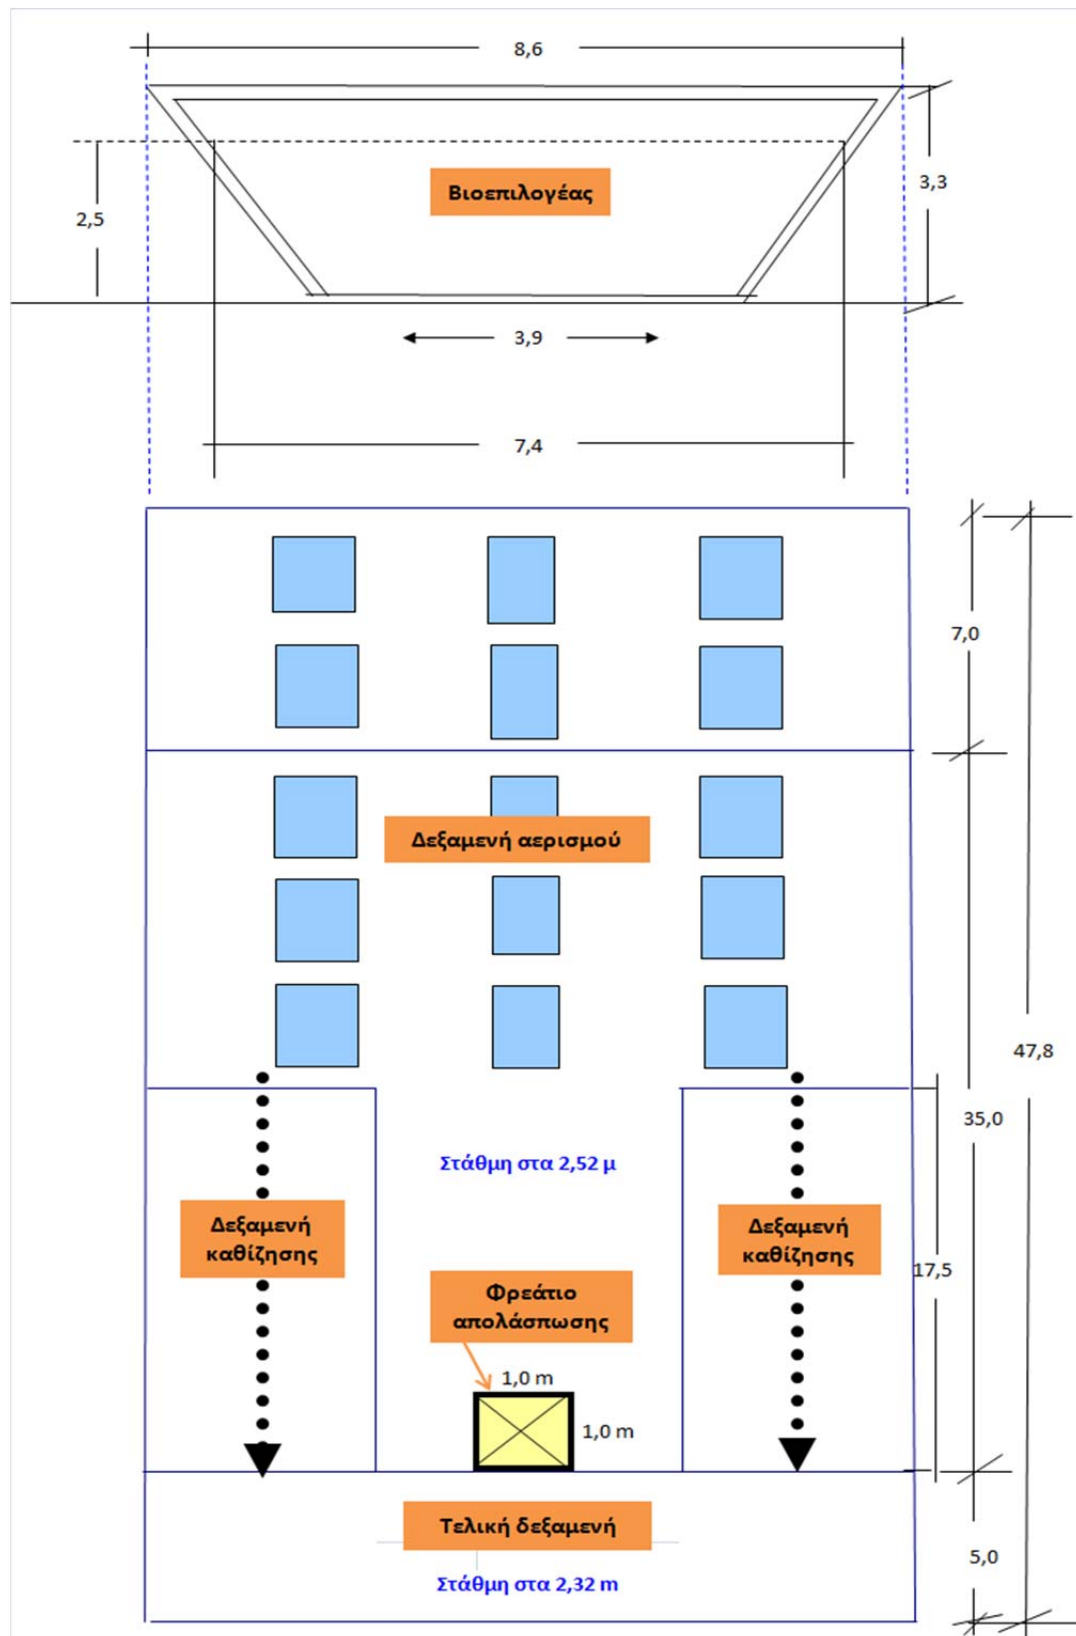 8,6
Βιοεπιλογέας
3,3
2,5
3,9
7,4
7,0
Δεξαμενή αερισμού
47,8
35,0
Στάθμη στα 2,52 μ
Δεξαμενή
καθίζησης
Δεξαμενή
καθίζησης
17,5
Φρεάτιο
απολάσπωσης
1,0 m
1,0 m
Τελική δεξαμενή
5,0
Στάθμη στα 2,32 m